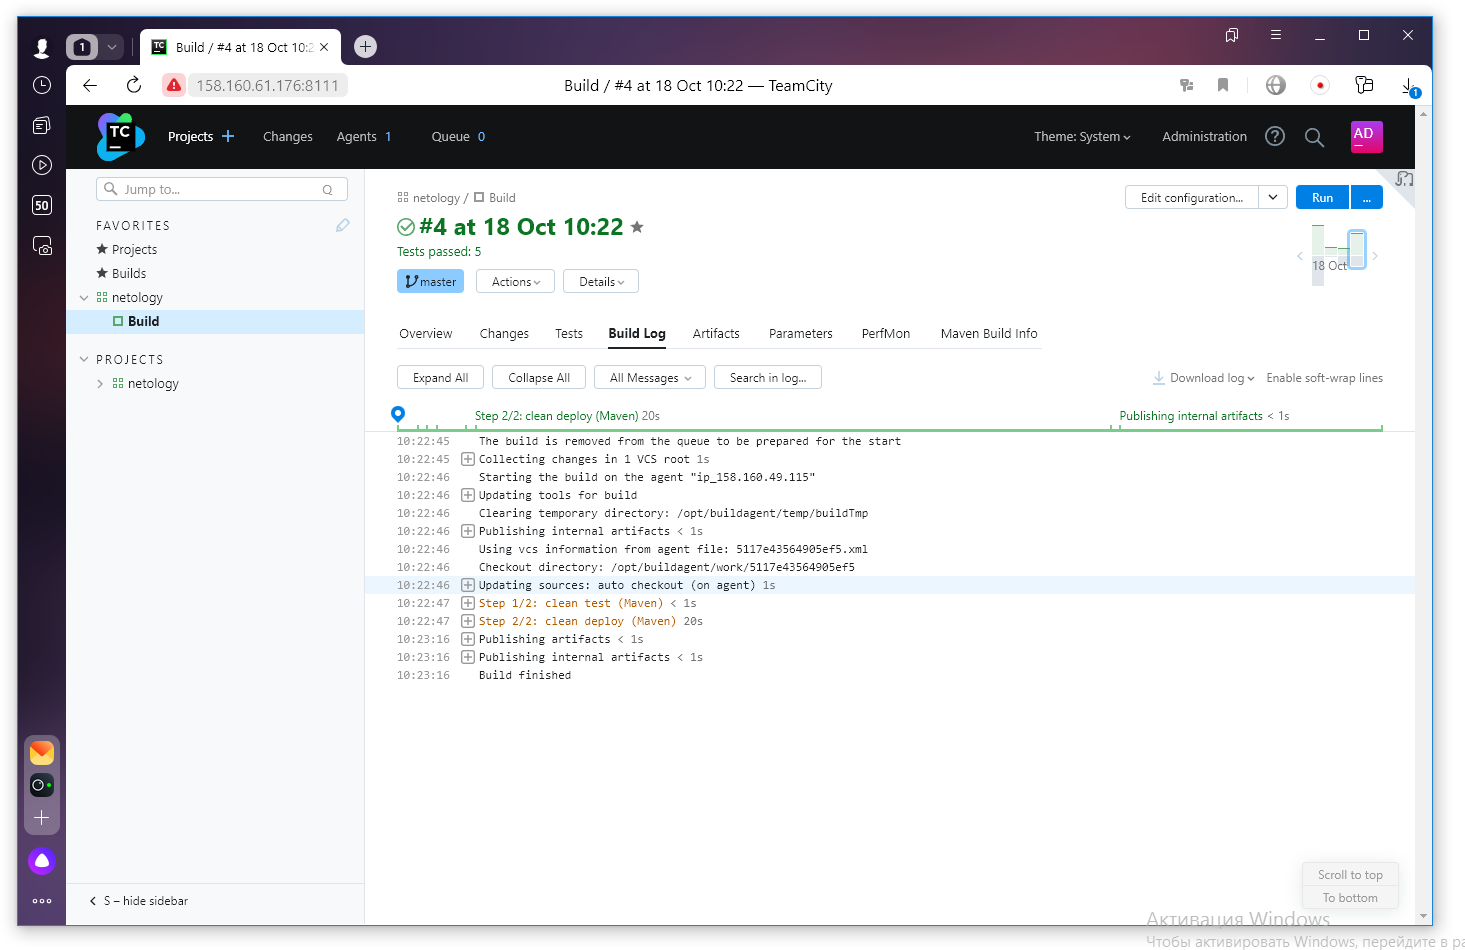 1
TC Build / #4 at 18 Oct 10:2
158.160.61.176:8111
Build / #4 at 18 Oct 10:22 — TeamCity
1
50
TC
Projects
Changes
Agents 1
Queue 0
Theme: System
Administration
?
AD
Jump to... Q
FAVORITES
Projects
Builds
netology
Build
PROJECTS
netology
S – hide sidebar
netology / Build
Edit configuration...
Run
...
#4 at 18 Oct 10:22
Tests passed: 5
18 Oct
master
Actions
Details
Overview
Changes
Tests
Build Log
Artifacts
Parameters
PerfMon
Maven Build Info
Expand All
Collapse All
All Messages
Search in log...
Download log
Enable soft-wrap lines
Step 2/2: clean deploy (Maven) 20s
Publishing internal artifacts < 1s
10:22:45 The build is removed from the queue to be prepared for the start
10:22:45 Collecting changes in 1 VCS root 1s
10:22:46 Starting the build on the agent "ip_158.160.49.115"
10:22:46 Updating tools for build
10:22:46 Clearing temporary directory: /opt/buildagent/temp/buildTmp
10:22:46 Publishing internal artifacts < 1s
10:22:46 Using vcs information from agent file: 5117e43564905ef5.xml
10:22:46 Checkout directory: /opt/buildagent/work/5117e43564905ef5
10:22:46 Updating sources: auto checkout (on agent) 1s
10:22:47 Step 1/2: clean test (Maven) < 1s
10:22:47 Step 2/2: clean deploy (Maven) 20s
10:23:16 Publishing artifacts < 1s
10:23:16 Publishing internal artifacts < 1s
10:23:16 Build finished
Scroll to top
To bottom
Активация Windows
Чтобы активировать Windows, перейдите в ра